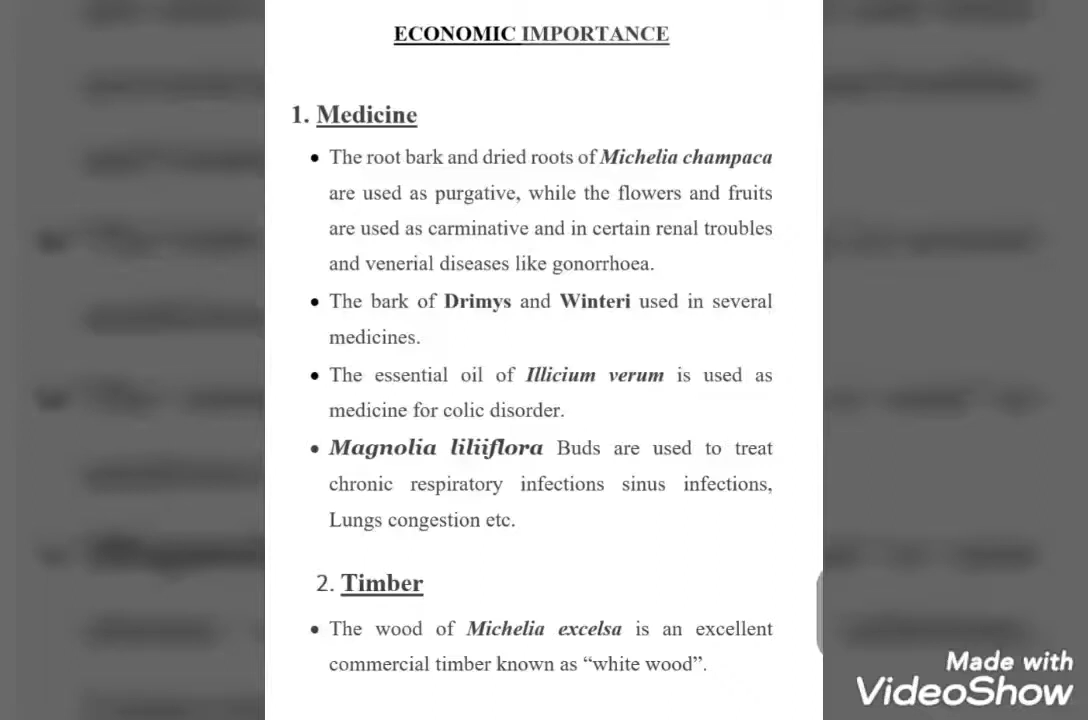 ECONOMIC IMPORTANCE
1. Medicine
• The root bark and dried roots of Michelia champaca
are used as purgative, while the flowers and fruits
are used as carminative and in certain renal troubles
and venerial diseases like gonorrhoea.
• The bark of Drimys and Winteri used in several
medicines.
• The essential oil of Illicium verum is used as
medicine for colic disorder.
• Magnolia liliiflora Buds are used to treat
chronic respiratory infections sinus infections,
Lungs congestion etc.
2. Timber
• The wood of Michelia excelsa is an excellent
commercial timber known as “white wood”.
Made with
VideoShow